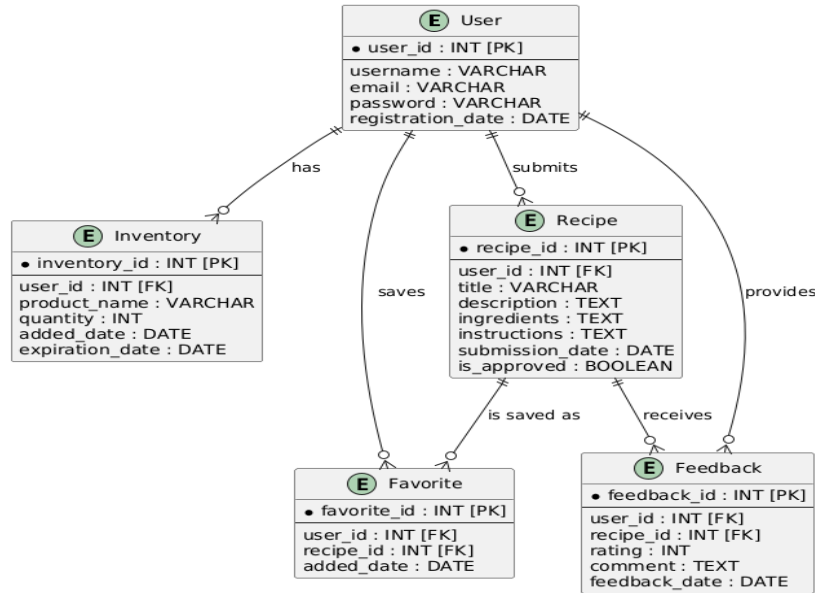 E User
• user_id : INT [PK]
username : VARCHAR
email : VARCHAR
password : VARCHAR
registration_date : DATE
has
submits
E Inventory
• inventory_id : INT [PK]
user_id : INT [FK]
product_name : VARCHAR
quantity : INT
added_date : DATE
expiration_date : DATE
saves
E Recipe
• recipe_id : INT [PK]
user_id : INT [FK]
title : VARCHAR
description : TEXT
ingredients : TEXT
instructions : TEXT
submission_date : DATE
is_approved : BOOLEAN
provides
is saved as
receives
E Favorite
• favorite_id : INT [PK]
user_id : INT [FK]
recipe_id : INT [FK]
added_date : DATE
E Feedback
• feedback_id : INT [PK]
user_id : INT [FK]
recipe_id : INT [FK]
rating : INT
comment : TEXT
feedback_date : DATE